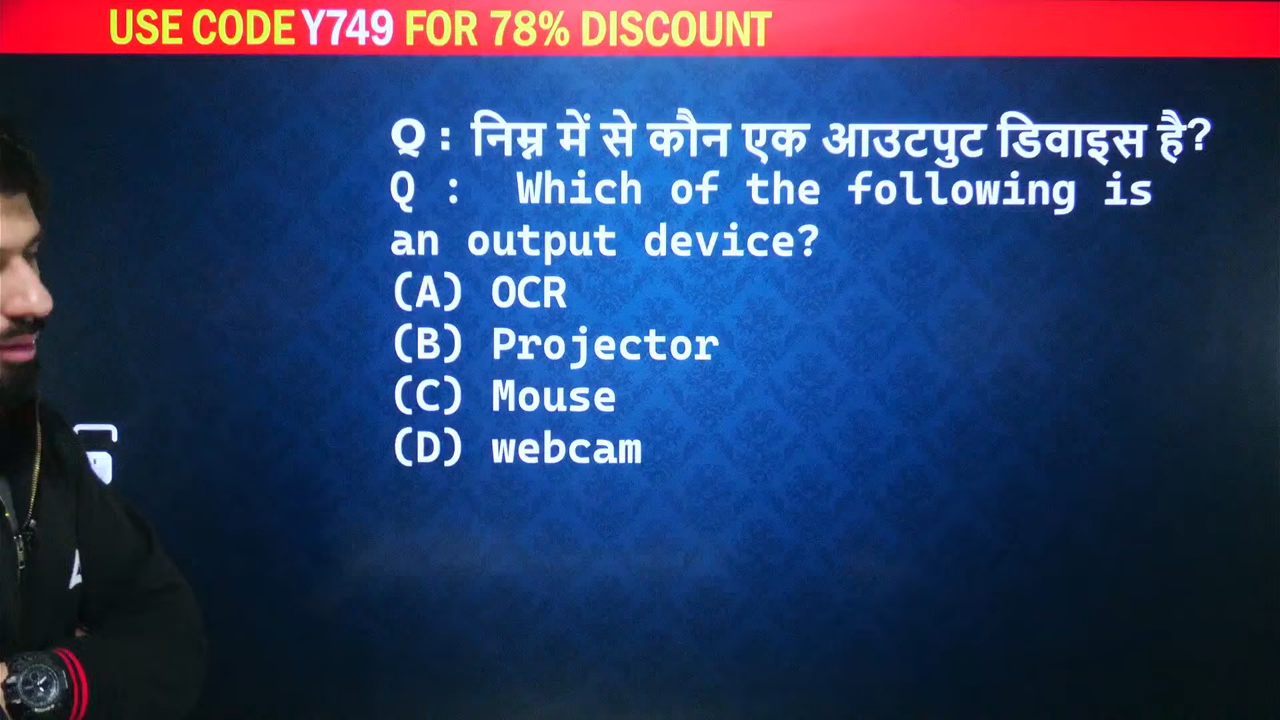 USE CODE Y749 FOR 78% DISCOUNT
Q : निम्न में से कौन एक आउटपुट डिवाइस है?
Q :  Which of the following is
an output device?
(A) OCR
(B) Projector
(C) Mouse
(D) webcam